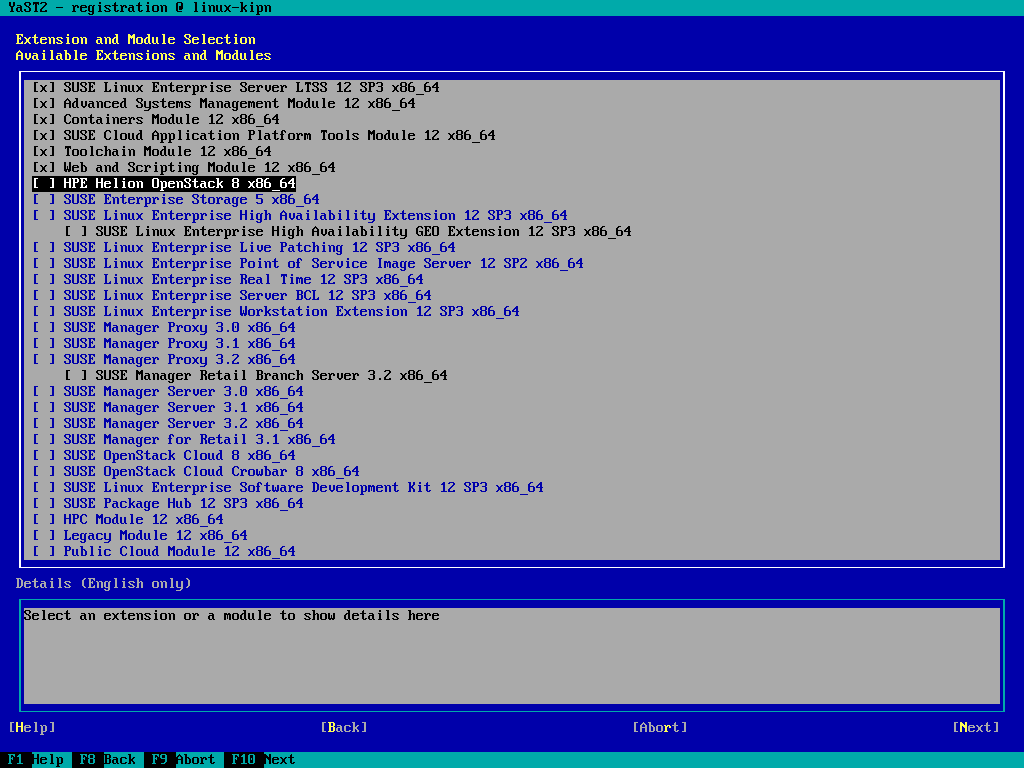 YaST2 - registration @ linux-kipn
Extension and Module Selection
Available Extensions and Modules
[x] SUSE Linux Enterprise Server LTSS 12 SP3 x86_64
[x] Advanced Systems Management Module 12 x86_64
[x] Containers Module 12 x86_64
[x] SUSE Cloud Application Platform Tools Module 12 x86_64
[x] Toolchain Module 12 x86_64
[x] Web and Scripting Module 12 x86_64
[ ] HPE Helion OpenStack 8 x86_64
[ ] SUSE Enterprise Storage 5 x86_64
[ ] SUSE Linux Enterprise High Availability Extension 12 SP3 x86_64
[ ] SUSE Linux Enterprise High Availability GEO Extension 12 SP3 x86_64
[ ] SUSE Linux Enterprise Live Patching 12 SP3 x86_64
[ ] SUSE Linux Enterprise Point of Service Image Server 12 SP2 x86_64
[ ] SUSE Linux Enterprise Real Time 12 SP3 x86_64
[ ] SUSE Linux Enterprise Server BCL 12 SP3 x86_64
[ ] SUSE Linux Enterprise Workstation Extension 12 SP3 x86_64
[ ] SUSE Manager Proxy 3.0 x86_64
[ ] SUSE Manager Proxy 3.1 x86_64
[ ] SUSE Manager Proxy 3.2 x86_64
[ ] SUSE Manager Retail Branch Server 3.2 x86_64
[ ] SUSE Manager Server 3.0 x86_64
[ ] SUSE Manager Server 3.1 x86_64
[ ] SUSE Manager Server 3.2 x86_64
[ ] SUSE Manager for Retail 3.1 x86_64
[ ] SUSE OpenStack Cloud 8 x86_64
[ ] SUSE OpenStack Cloud Crowbar 8 x86_64
[ ] SUSE Linux Enterprise Software Development Kit 12 SP3 x86_64
[ ] SUSE Package Hub 12 SP3 x86_64
[ ] HPC Module 12 x86_64
[ ] Legacy Module 12 x86_64
[ ] Public Cloud Module 12 x86_64
Details (English only)
Select an extension or a module to show details here
[Help] [Back] [Abort] [Next]
F1 Help F8 Back F9 Abort F10 Next